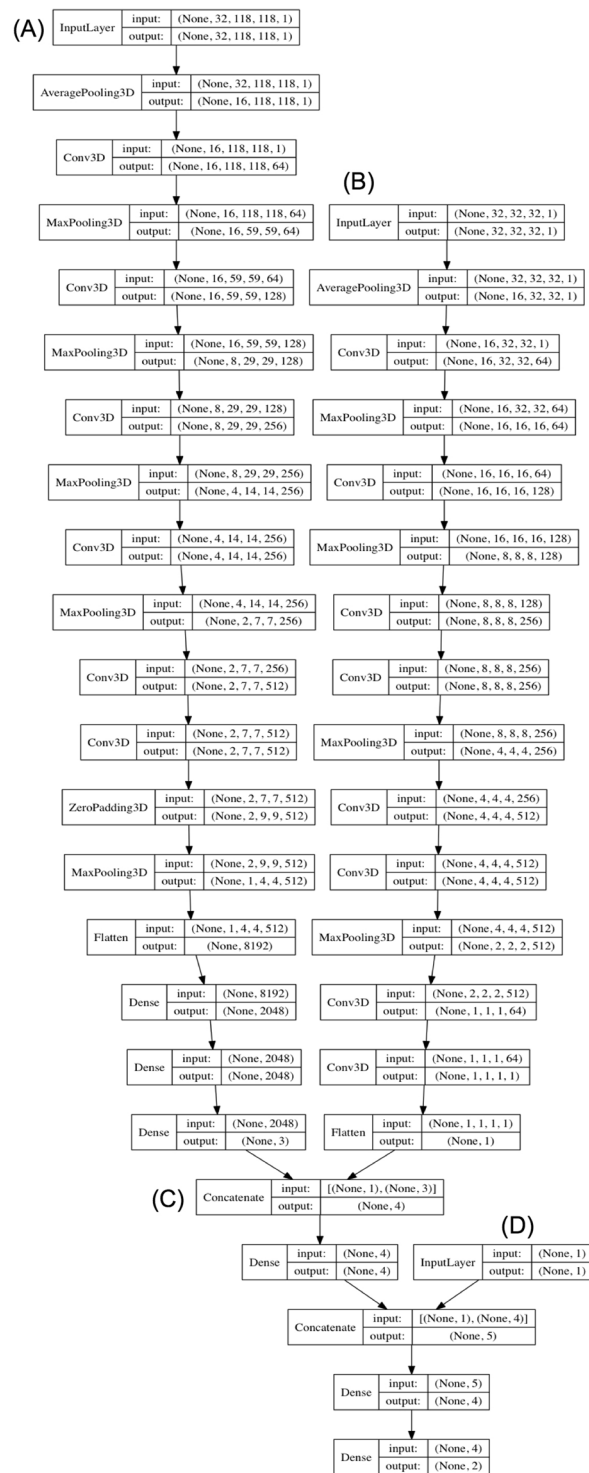 (A)
InputLayer input: (None, 32, 118, 118, 1)
output: (None, 32, 118, 118, 1)
AveragePooling3D input: (None, 32, 118, 118, 1)
output: (None, 16, 118, 118, 1)
Conv3D input: (None, 16, 118, 118, 1)
output: (None, 16, 118, 118, 64)
MaxPooling3D input: (None, 16, 118, 118, 64)
output: (None, 16, 59, 59, 64)
Conv3D input: (None, 16, 59, 59, 64)
output: (None, 16, 59, 59, 128)
MaxPooling3D input: (None, 16, 59, 59, 128)
output: (None, 8, 29, 29, 128)
Conv3D input: (None, 8, 29, 29, 128)
output: (None, 8, 29, 29, 256)
MaxPooling3D input: (None, 8, 29, 29, 256)
output: (None, 4, 14, 14, 256)
Conv3D input: (None, 4, 14, 14, 256)
output: (None, 4, 14, 14, 256)
MaxPooling3D input: (None, 4, 14, 14, 256)
output: (None, 2, 7, 7, 256)
Conv3D input: (None, 2, 7, 7, 256)
output: (None, 2, 7, 7, 512)
Conv3D input: (None, 2, 7, 7, 512)
output: (None, 2, 7, 7, 512)
ZeroPadding3D input: (None, 2, 7, 7, 512)
output: (None, 2, 9, 9, 512)
MaxPooling3D input: (None, 2, 9, 9, 512)
output: (None, 1, 4, 4, 512)
Flatten input: (None, 1, 4, 4, 512)
output: (None, 8192)
Dense input: (None, 8192)
output: (None, 2048)
Dense input: (None, 2048)
output: (None, 2048)
Dense input: (None, 2048)
output: (None, 3)
(B)
InputLayer input: (None, 32, 32, 32, 1)
output: (None, 32, 32, 32, 1)
AveragePooling3D input: (None, 32, 32, 32, 1)
output: (None, 16, 32, 32, 1)
Conv3D input: (None, 16, 32, 32, 1)
output: (None, 16, 32, 32, 64)
MaxPooling3D input: (None, 16, 32, 32, 64)
output: (None, 16, 16, 16, 64)
Conv3D input: (None, 16, 16, 16, 64)
output: (None, 16, 16, 16, 128)
MaxPooling3D input: (None, 16, 16, 16, 128)
output: (None, 8, 8, 8, 128)
Conv3D input: (None, 8, 8, 8, 128)
output: (None, 8, 8, 8, 256)
Conv3D input: (None, 8, 8, 8, 256)
output: (None, 8, 8, 8, 256)
MaxPooling3D input: (None, 8, 8, 8, 256)
output: (None, 4, 4, 4, 256)
Conv3D input: (None, 4, 4, 4, 256)
output: (None, 4, 4, 4, 512)
Conv3D input: (None, 4, 4, 4, 512)
output: (None, 4, 4, 4, 512)
MaxPooling3D input: (None, 4, 4, 4, 512)
output: (None, 2, 2, 2, 512)
Conv3D input: (None, 2, 2, 2, 512)
output: (None, 1, 1, 1, 64)
Conv3D input: (None, 1, 1, 1, 64)
output: (None, 1, 1, 1, 1)
Flatten input: (None, 1, 1, 1, 1)
output: (None, 1)
(C)
Concatenate input: [(None, 1), (None, 3)]
output: (None, 4)
Dense input: (None, 4)
output: (None, 4)
(D)
InputLayer input: (None, 1)
output: (None, 1)
Concatenate input: [(None, 1), (None, 4)]
output: (None, 5)
Dense input: (None, 5)
output: (None, 4)
Dense input: (None, 4)
output: (None, 2)